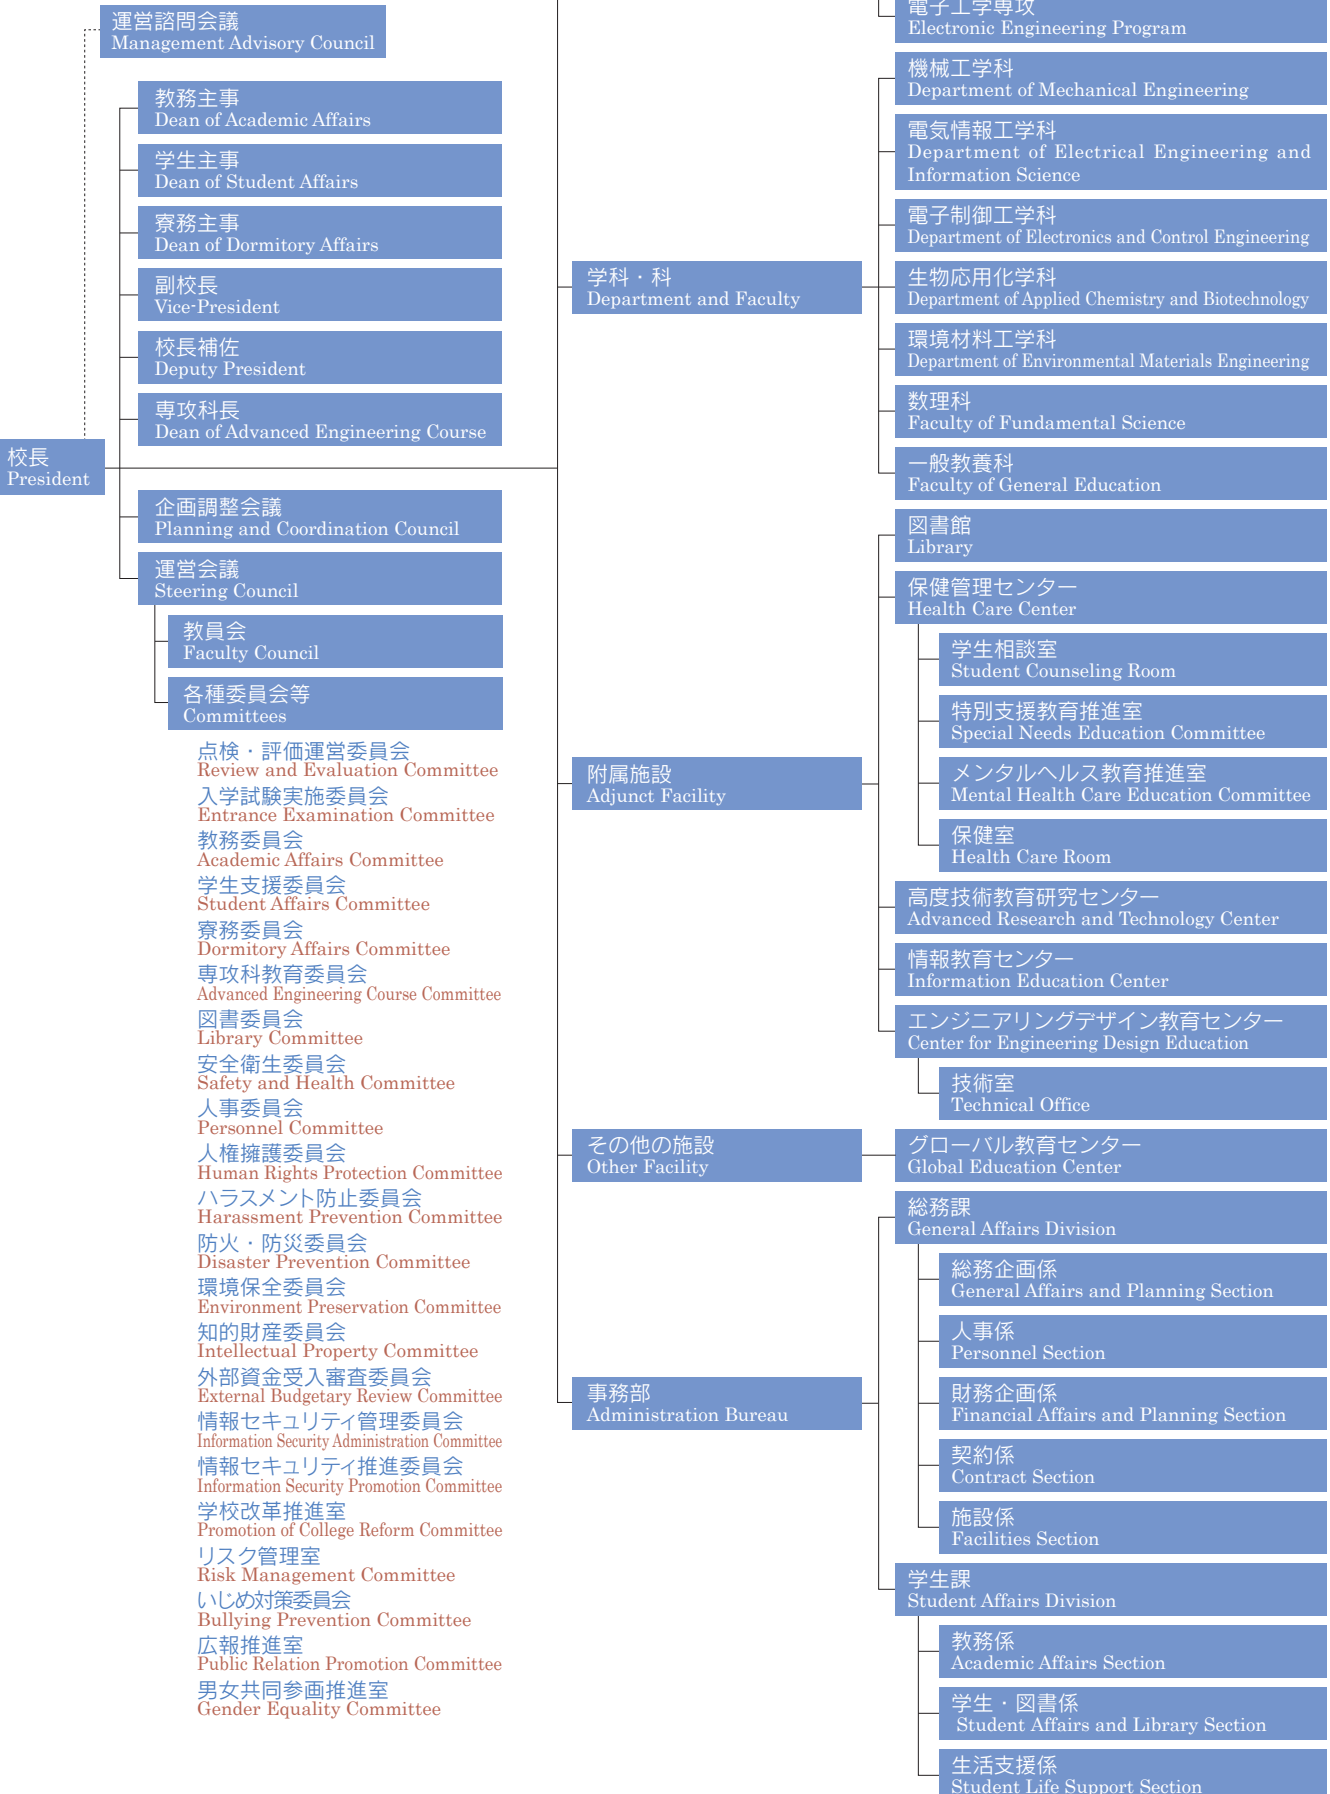 運営諮問会議
Management Advisory Council
教務主事
Dean of Academic Affairs
学生主事
Dean of Student Affairs
寮務主事
Dean of Dormitory Affairs
副校長
Vice-President
校長補佐
Deputy President
専攻科長
Dean of Advanced Engineering Course
校長
President
企画調整会議
Planning and Coordination Council
運営会議
Steering Council
教員会
Faculty Council
各種委員会等
Committees
点検・評価運営委員会
Review and Evaluation Committee
入学試験実施委員会
Entrance Examination Committee
教務委員会
Academic Affairs Committee
学生支援委員会
Student Affairs Committee
寮務委員会
Dormitory Affairs Committee
専攻科教育委員会
Advanced Engineering Course Committee
図書委員会
Library Committee
安全衛生委員会
Safety and Health Committee
人事委員会
Personnel Committee
人権擁護委員会
Human Rights Protection Committee
ハラスメント防止委員会
Harassment Prevention Committee
防火・防災委員会
Disaster Prevention Committee
環境保全委員会
Environment Preservation Committee
知的財産委員会
Intellectual Property Committee
外部資金受入審査委員会
External Budgetary Review Committee
情報セキュリティ管理委員会
Information Security Administration Committee
情報セキュリティ推進委員会
Information Security Promotion Committee
学校改革推進室
Promotion of College Reform Committee
リスク管理室
Risk Management Committee
いじめ対策委員会
Bullying Prevention Committee
広報推進室
Public Relation Promotion Committee
男女共同参画推進室
Gender Equality Committee
学科・科
Department and Faculty
附属施設
Adjunct Facility
その他の施設
Other Facility
事務部
Administration Bureau
電子工学専攻
Electronic Engineering Program
機械工学科
Department of Mechanical Engineering
電気情報工学科
Department of Electrical Engineering and
Information Science
電子制御工学科
Department of Electronics and Control Engineering
生物応用化学科
Department of Applied Chemistry and Biotechnology
環境材料工学科
Department of Environmental Materials Engineering
数理科
Faculty of Fundamental Science
一般教養科
Faculty of General Education
図書館
Library
保健管理センター
Health Care Center
学生相談室
Student Counseling Room
特別支援教育推進室
Special Needs Education Committee
メンタルヘルス教育推進室
Mental Health Care Education Committee
保健室
Health Care Room
高度技術教育研究センター
Advanced Research and Technology Center
情報教育センター
Information Education Center
エンジニアリングデザイン教育センター
Center for Engineering Design Education
技術室
Technical Office
グローバル教育センター
Global Education Center
総務課
General Affairs Division
総務企画係
General Affairs and Planning Section
人事係
Personnel Section
財務企画係
Financial Affairs and Planning Section
契約係
Contract Section
施設係
Facilities Section
学生課
Student Affairs Division
教務係
Academic Affairs Section
学生・図書係
Student Affairs and Library Section
生活支援係
Student Life Support Section